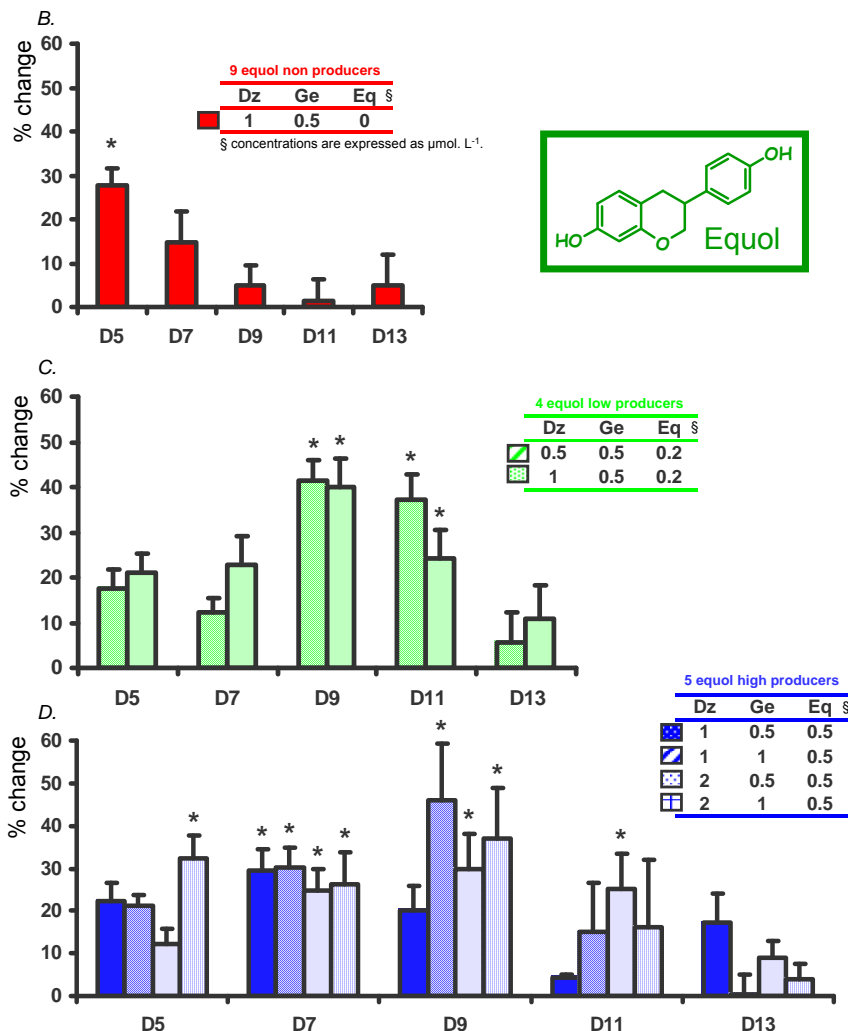 B.
% change
60
50
40
30
20
10
0
*
D5 D7 D9 D11 D13
9 equol non producers
Dz Ge Eq §
1 0.5 0
§ concentrations are expressed as µmol. L⁻¹.
OH
HO
O
Equol
C.
% change
60
50
40
30
20
10
0
* * * *
D5 D7 D9 D11 D13
4 equol low producers
Dz Ge Eq §
0.5 0.5 0.2
1 0.5 0.2
D.
% change
60
50
40
30
20
10
0
* * * * * * * * *
D5 D7 D9 D11 D13
5 equol high producers
Dz Ge Eq §
1 0.5 0.5
1 1 0.5
2 0.5 0.5
2 1 0.5